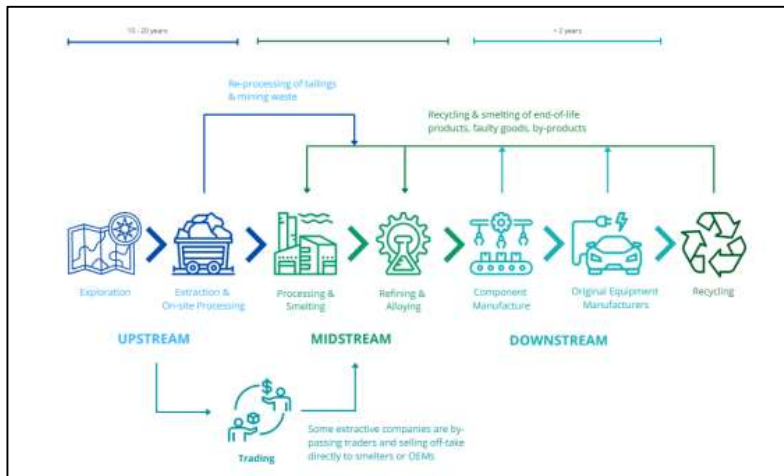 10 - 20 years
< 2 years
Re-processing of tailings
& mining waste
Recycling & smelting of end-of-life
products, faulty goods, by-products
Exploration
Extraction &
On-site Processing
Processing &
Smelting
Refining &
Alloying
Component
Manufacture
Original Equipment
Manufacturers
Recycling
UPSTREAM
MIDSTREAM
DOWNSTREAM
$
Trading
Some extractive companies are by-
passing traders and selling off-take
directly to smelters or OEMs